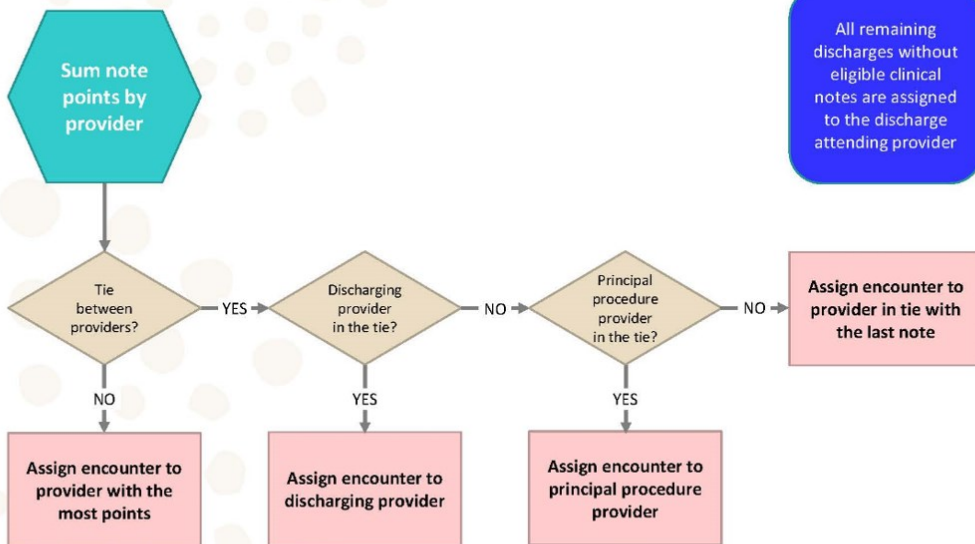 Sum note
points by
provider
All remaining
discharges without
eligible clinical
notes are assigned
to the discharge
attending provider
Tie
between
providers?
YES
Discharging
provider
in the tie?
NO
Principal
procedure
provider
in the tie?
NO
Assign encounter to
provider in tie with
the last note
NO
YES
YES
Assign encounter to
provider with the
most points
Assign encounter to
discharging provider
Assign encounter to
principal procedure
provider